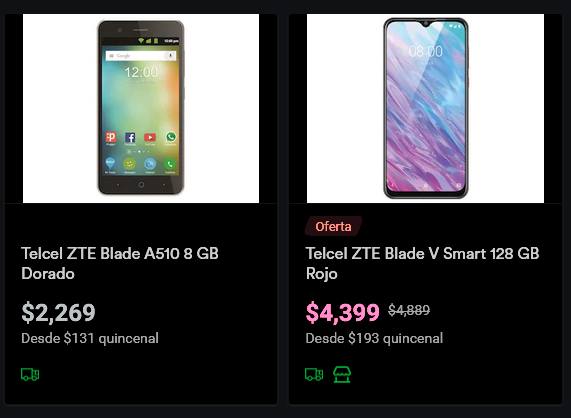 Google
12:00
Telcel ZTE Blade A510 8 GB
Dorado
$2,269
Desde $131 quincenal
08:00
Oferta
Telcel ZTE Blade V Smart 128 GB
Rojo
$4,399 $4,889
Desde $193 quincenal